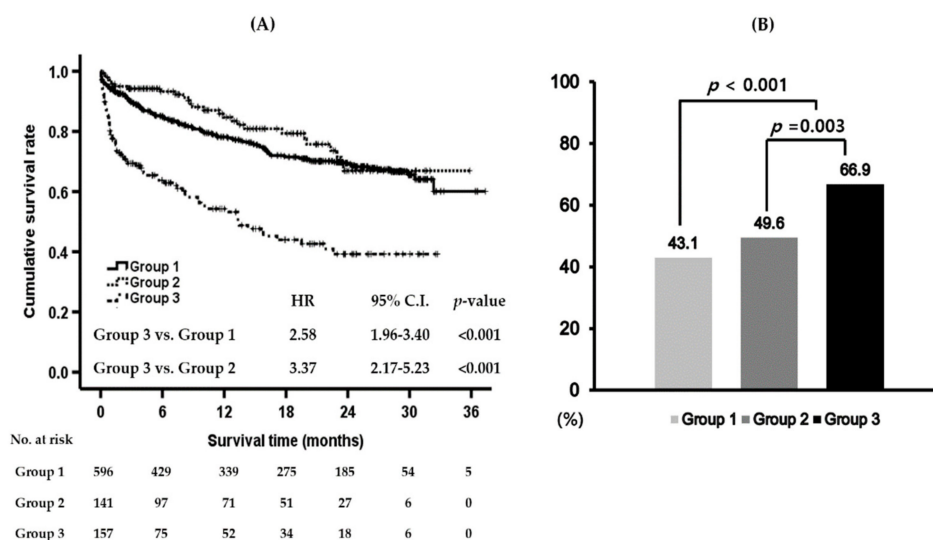 (A)
Cumulative survival rate
1.0
0.8
0.6
0.4
0.2
0.0
Group 1
Group 2
Group 3
HR 95% C.I. p-value
Group 3 vs. Group 1 2.58 1.96-3.40 <0.001
Group 3 vs. Group 2 3.37 2.17-5.23 <0.001
0 6 12 18 24 30 36
Survival time (months)
No. at risk
Group 1 596 429 339 275 185 54 5
Group 2 141 97 71 51 27 6 0
Group 3 157 75 52 34 18 6 0
(B)
100
80
60
40
20
0
(%)
p < 0.001
p =0.003
43.1
49.6
66.9
Group 1 Group 2 Group 3